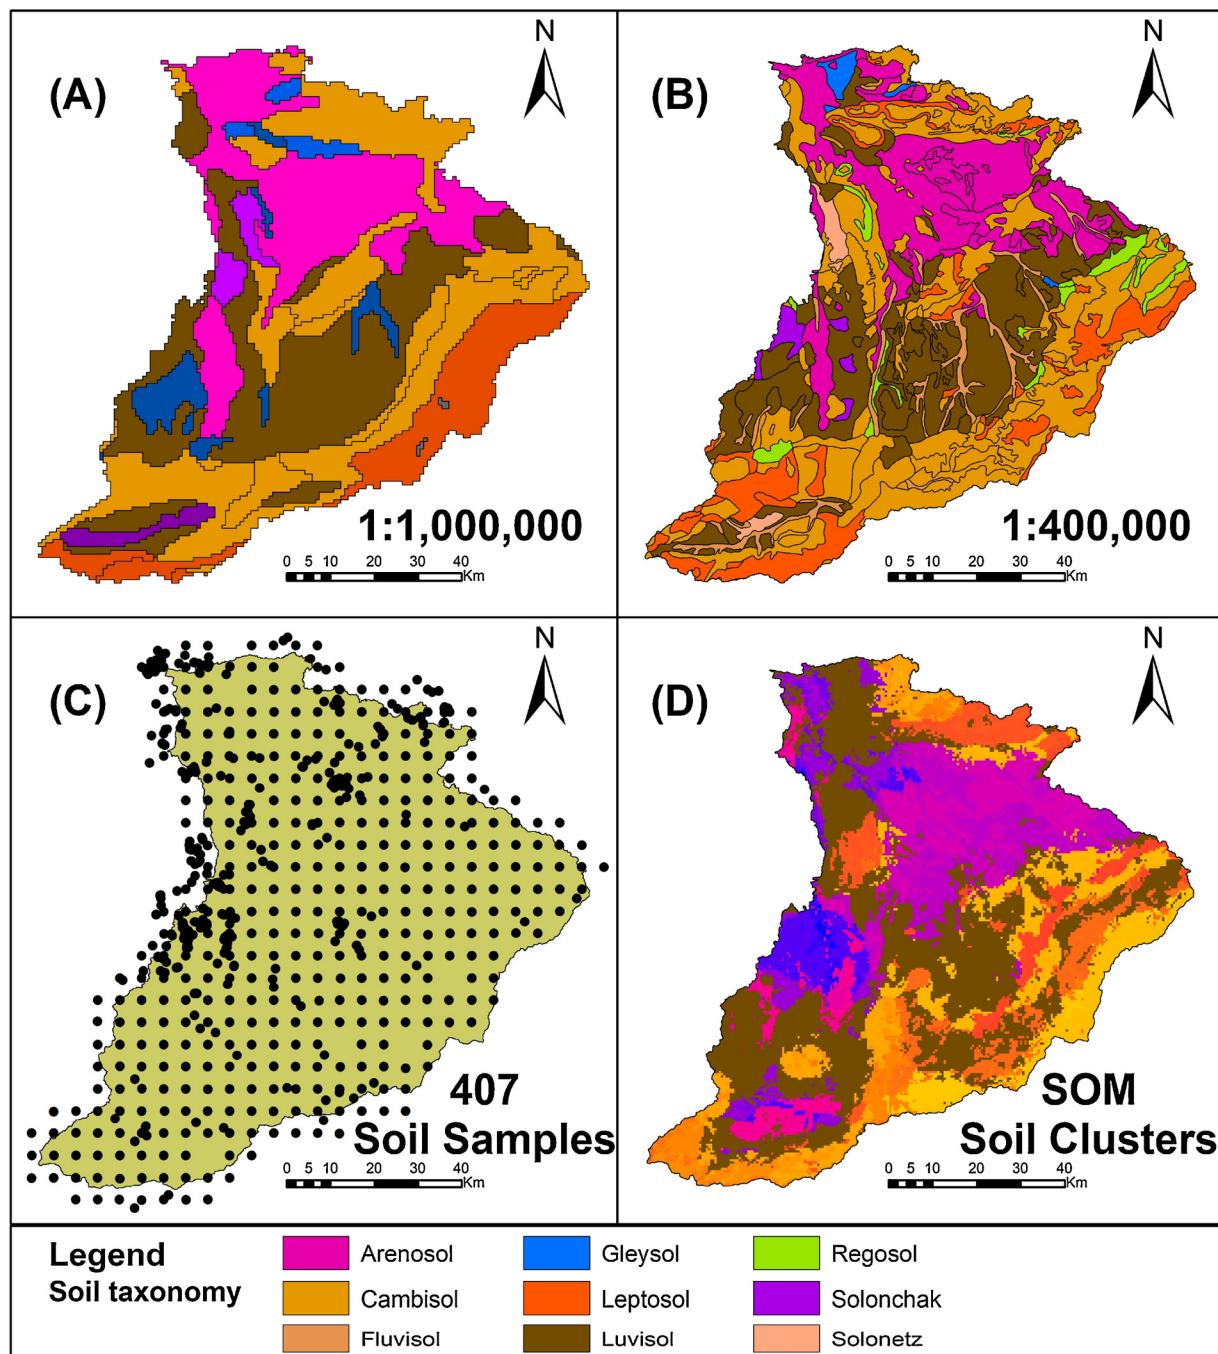 (A)
N
1:1,000,000
0 5 10 20 30 40
Km
(B)
N
1:400,000
0 5 10 20 30 40
Km
(C)
N
407
Soil Samples
0 5 10 20 30 40
Km
(D)
N
SOM
Soil Clusters
0 5 10 20 30 40
Km
Legend
Soil taxonomy
Arenosol
Gleysol
Regosol
Cambisol
Leptosol
Solonchak
Fluvisol
Luvisol
Solonetz